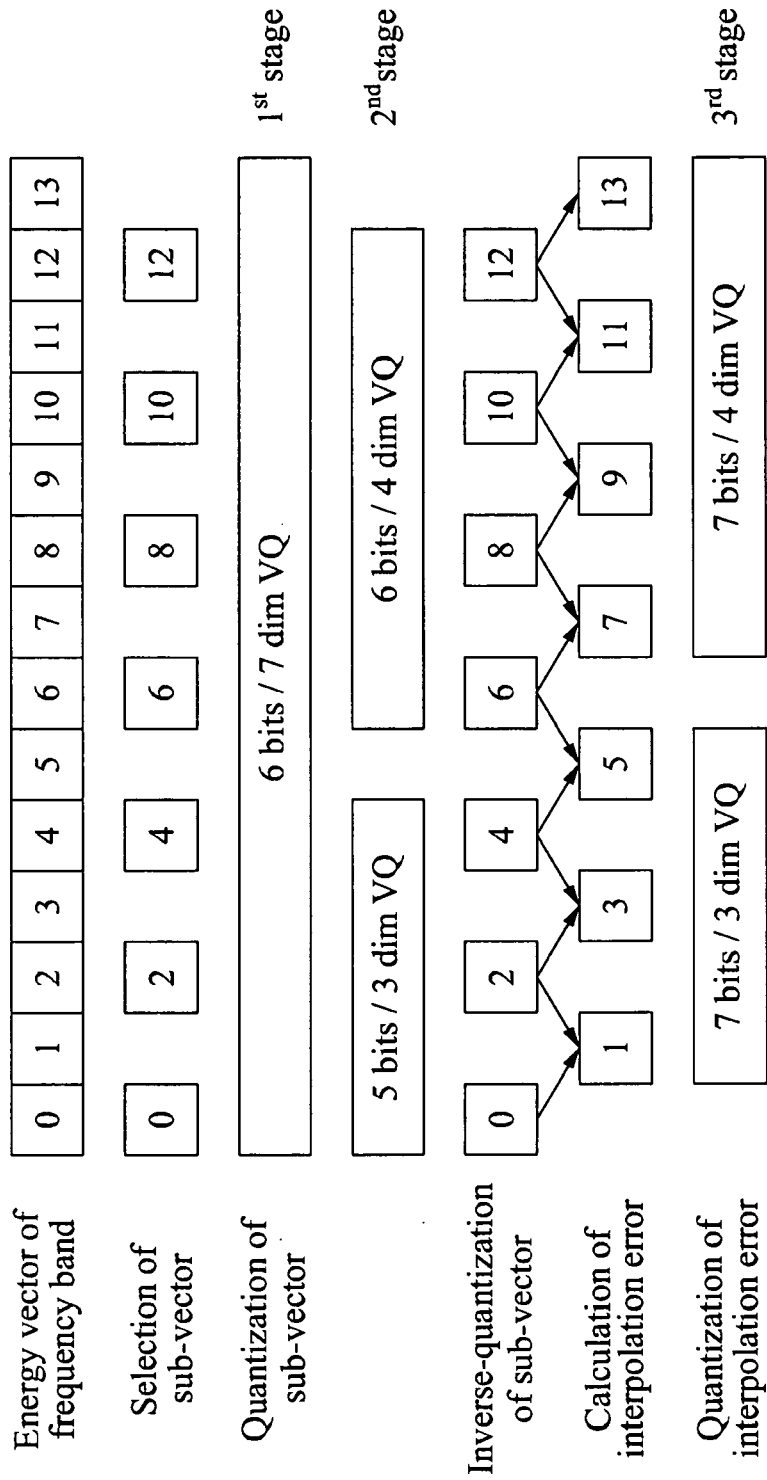 Energy vector of
frequency band
0 1 2 3 4 5 6 7 8 9 10 11 12 13
Selection of
sub-vector
0 2 4 6 8 10 12
Quantization of
sub-vector
6 bits / 7 dim VQ
1st stage
5 bits / 3 dim VQ
6 bits / 4 dim VQ
2nd stage
Inverse-quantization
of sub-vector
0 2 4 6 8 10 12
Calculation of
interpolation error
1 3 5 7 9 11 13
Quantization of
interpolation error
7 bits / 3 dim VQ
7 bits / 4 dim VQ
3rd stage